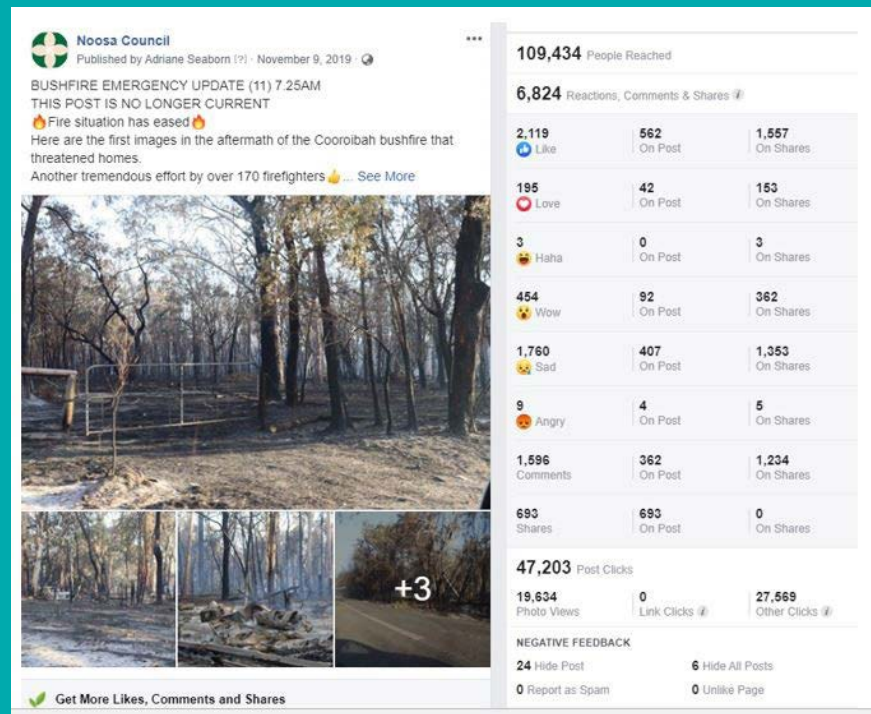 Noosa Council
Published by Adriane Seaborn [?] · November 9, 2019 ·
BUSHFIRE EMERGENCY UPDATE (11) 7.25AM
THIS POST IS NO LONGER CURRENT
🔥Fire situation has eased🔥
Here are the first images in the aftermath of the Cooroibah bushfire that
threatened homes.
Another tremendous effort by over 170 firefighters👍... See More
+3
Get More Likes, Comments and Shares
109,434 People Reached
6,824 Reactions, Comments & Shares
2,119 562 1,557
Like On Post On Shares
195 42 153
Love On Post On Shares
3 0 3
Haha On Post On Shares
454 92 362
Wow On Post On Shares
1,760 407 1,353
Sad On Post On Shares
9 4 5
Angry On Post On Shares
1,596 362 1,234
Comments On Post On Shares
693 693 0
Shares On Post On Shares
47,203 Post Clicks
19,634 0 27,569
Photo Views Link Clicks Other Clicks
NEGATIVE FEEDBACK
24 Hide Post 6 Hide All Posts
0 Report as Spam 0 Unlike Page